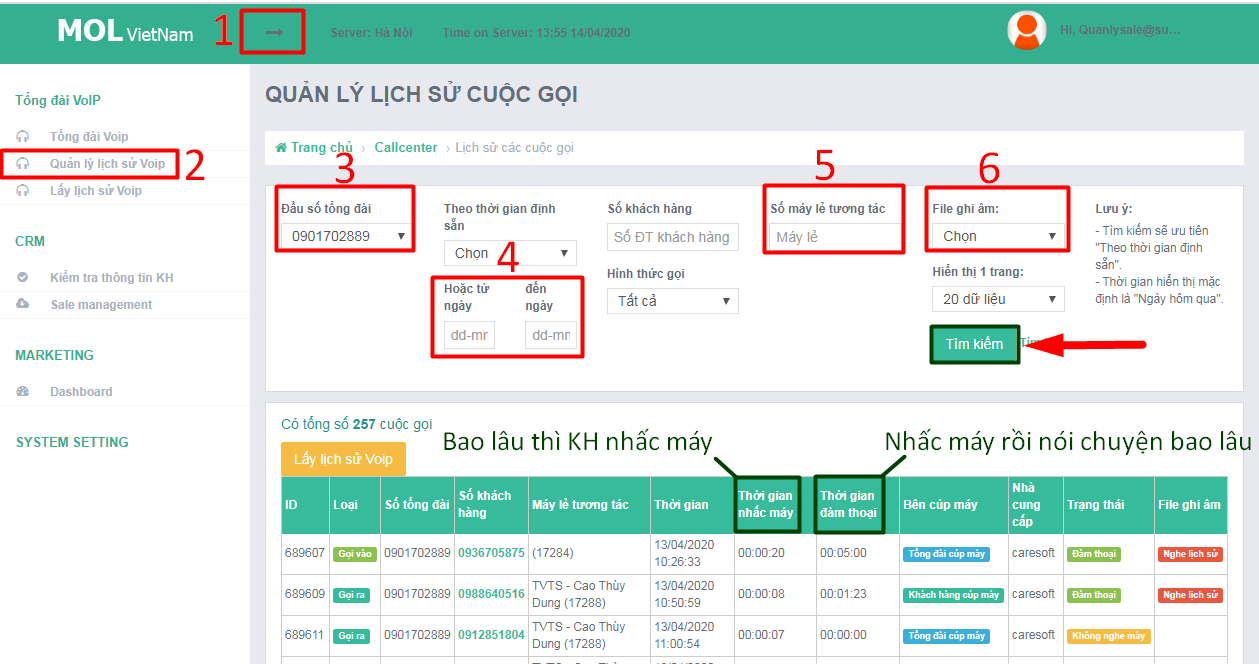 MOL VietNam
1
Server: Hà Nội
Time on Server: 13:55 14/04/2020
Hi, Quanlysale@su...
Tổng đài VoIP
Tổng đài Voip
Quản lý lịch sử Voip
2
Lấy lịch sử Voip
CRM
Kiểm tra thông tin KH
Sale management
MARKETING
Dashboard
SYSTEM SETTING
QUẢN LÝ LỊCH SỬ CUỘC GỌI
Trang chủ › Callcenter › Lịch sử các cuộc gọi
3
Đầu số tổng đài
0901702889
Theo thời gian định
sẵn
Chọn
4
Hoặc từ
ngày
dd-mm
đến
ngày
dd-mm
Số khách hàng
Số ĐT khách hàng
Hình thức gọi
Tất cả
5
Số máy lẻ tương tác
Máy lẻ
6
File ghi âm:
Chọn
Hiển thị 1 trang:
20 dữ liệu
Tìm kiếm
Lưu ý:
- Tìm kiếm sẽ ưu tiên
"Theo thời gian định
sẵn".
- Thời gian hiển thị mặc
định là "Ngày hôm qua".
Có tổng số 257 cuộc gọi
Lấy lịch sử Voip
Bao lâu thì KH nhấc máy
Nhấc máy rồi nói chuyện bao lâu
ID Loại Số tổng đài Số khách hàng Máy lẻ tương tác Thời gian Thời gian nhấc máy Thời gian đàm thoại Bên cúp máy Nhà cung cấp Trạng thái File ghi âm
689607 Gọi vào 0901702889 0936705875 (17284) 13/04/2020 10:26:33 00:00:20 00:05:00 Tổng đài cúp máy caresoft Đàm thoại Nghe lịch sử
689609 Gọi ra 0901702889 0988640516 TVTS - Cao Thùy Dung (17288) 13/04/2020 10:50:59 00:00:08 00:01:23 Khách hàng cúp máy caresoft Đàm thoại Nghe lịch sử
689611 Gọi ra 0901702889 0912851804 TVTS - Cao Thùy Dung (17288) 13/04/2020 11:00:54 00:00:07 00:00:00 Tổng đài cúp máy caresoft Không nghe máy